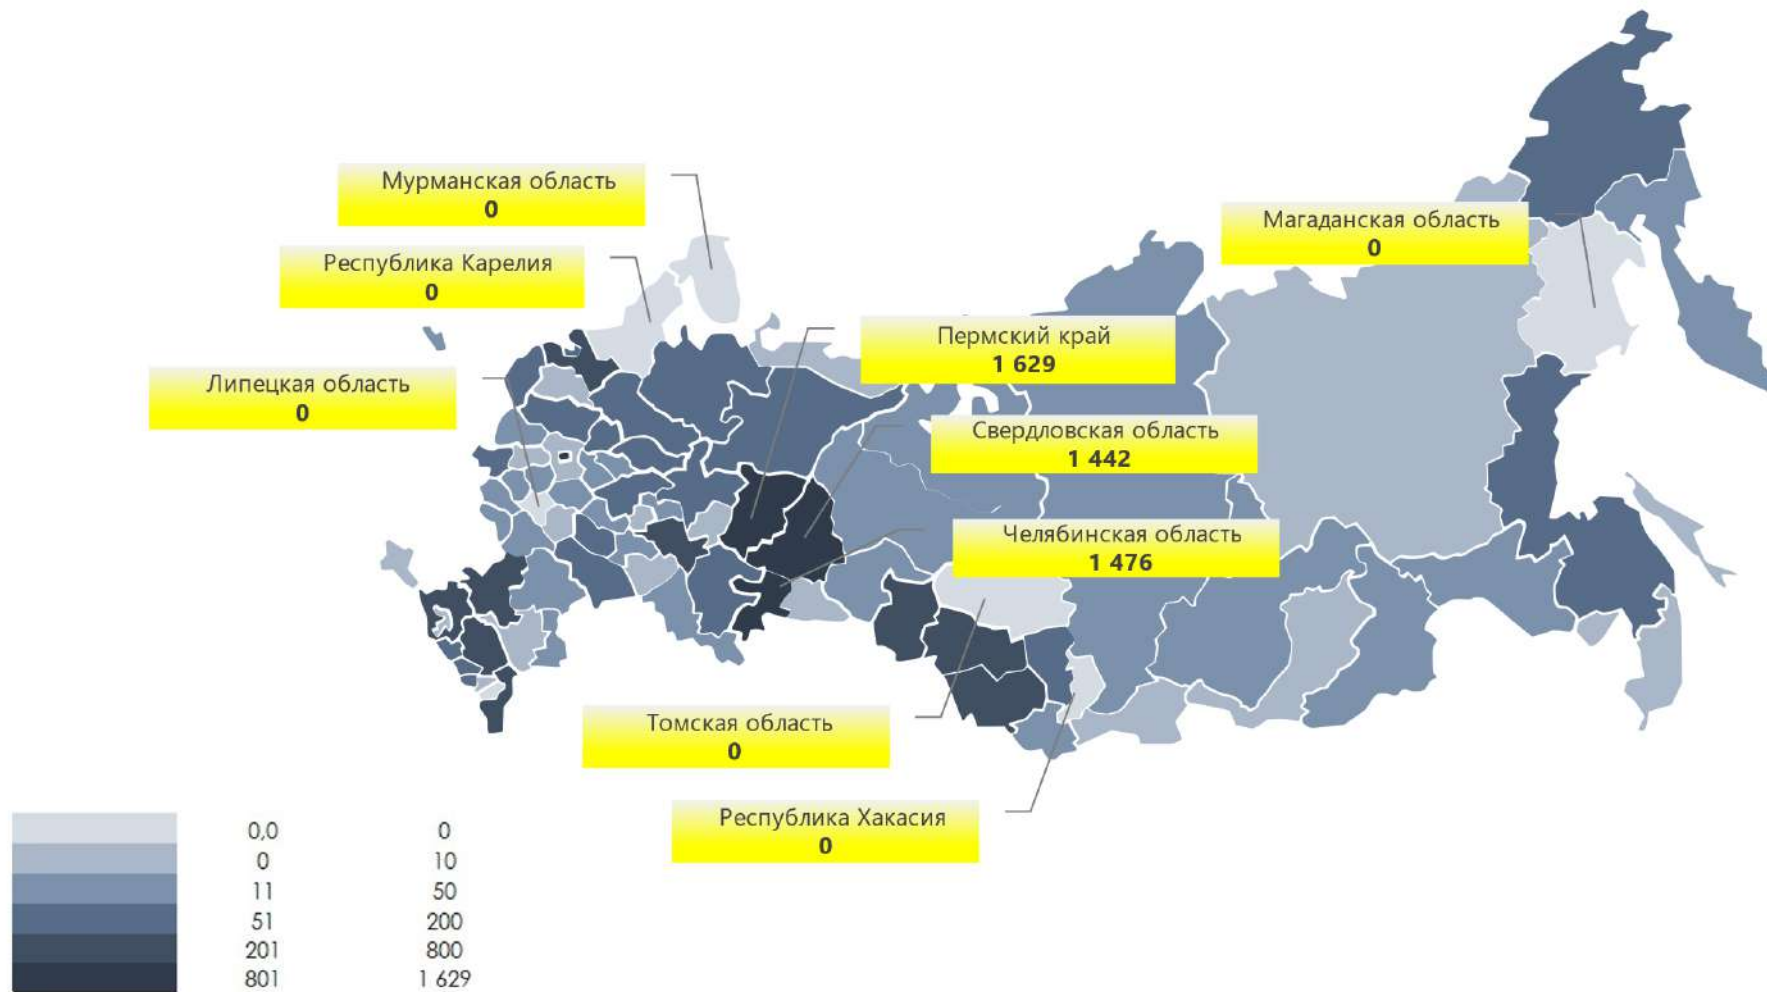 Мурманская область
0
Магаданская область
0
Республика Карелия
0
Пермский край
1 629
Липецкая область
0
Свердловская область
1 442
Челябинская область
1 476
Томская область
0
Республика Хакасия
0
0,0 0
0 10
11 50
51 200
201 800
801 1 629